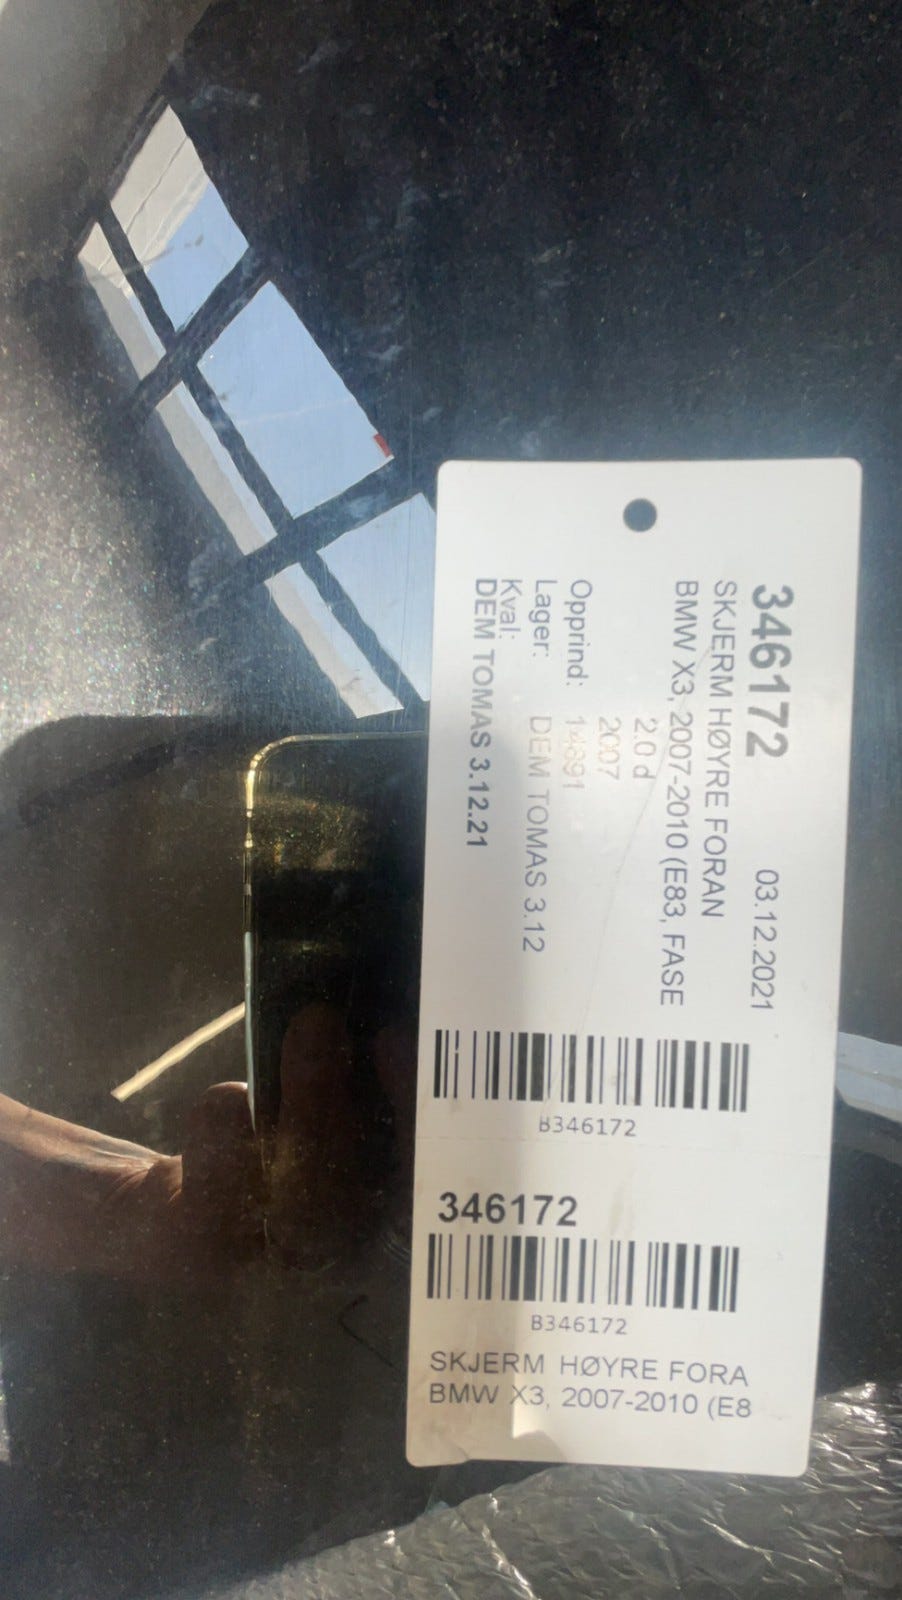 346172 03.12.2021
SKJERM HØYRE FORAN
BMW X3, 2007-2010 (E83, FASE
2.0 d
2007
Opprind: 14891
Lager: DEM TOMAS 3.12
Kval:
DEM TOMAS 3.12.21
B346172
346172
B346172
SKJERM HØYRE FORA
BMW X3, 2007-2010 (E8